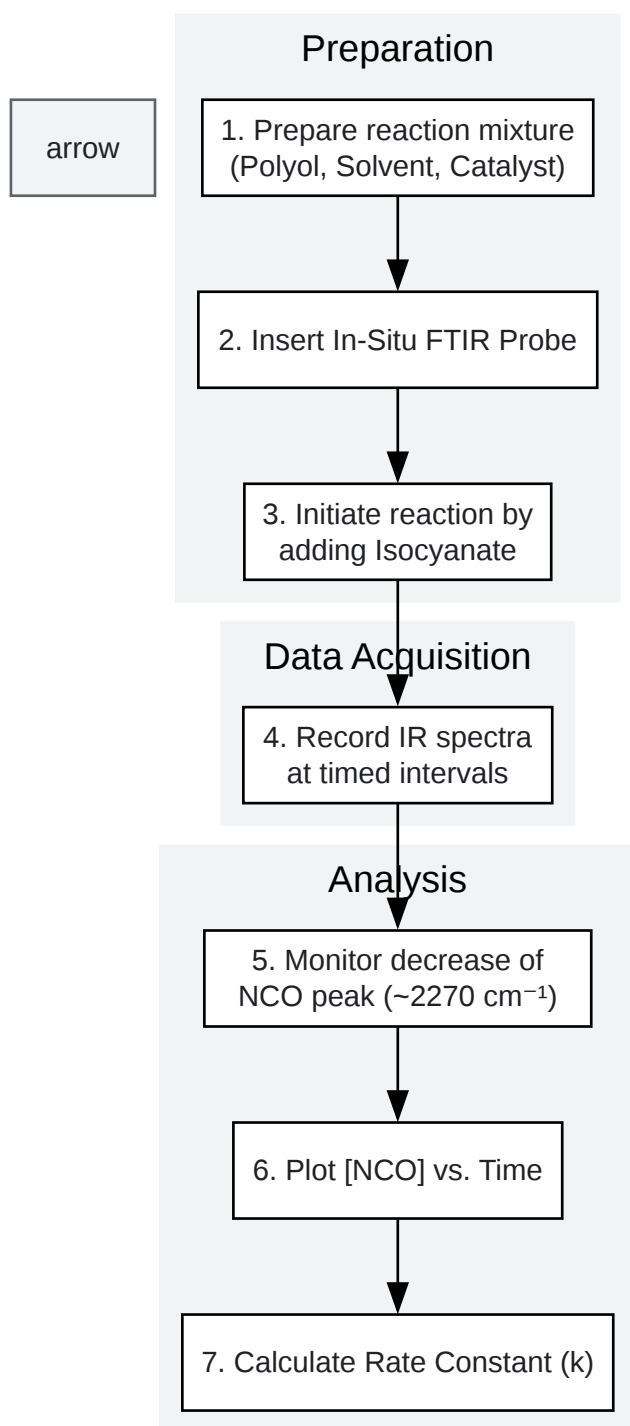 Preparation
arrow
1. Prepare reaction mixture
(Polyol, Solvent, Catalyst)
2. Insert In-Situ FTIR Probe
3. Initiate reaction by
adding Isocyanate
Data Acquisition
4. Record IR spectra
at timed intervals
Analysis
5. Monitor decrease of
NCO peak (~2270 cm⁻¹)
6. Plot [NCO] vs. Time
7. Calculate Rate Constant (k)